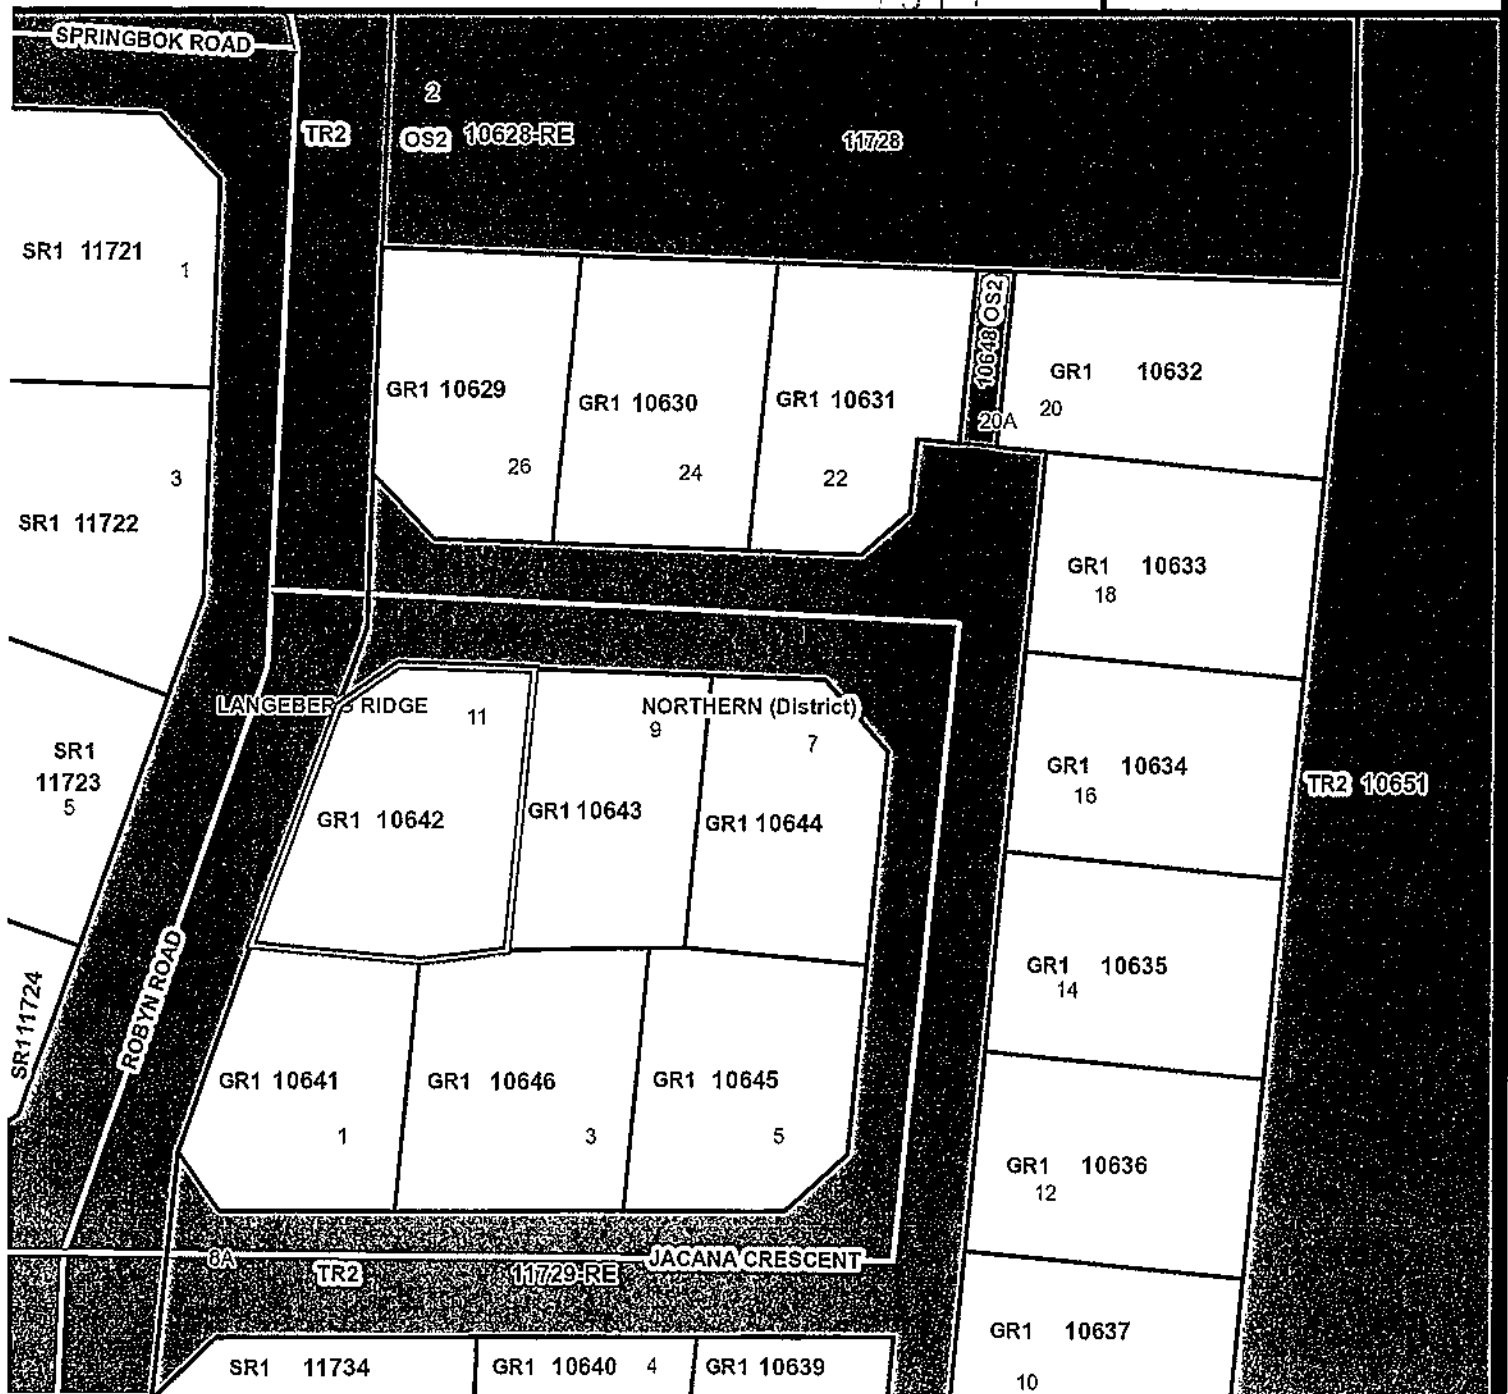 SPRINGBOK ROAD
2
TR2
OS2 10628-RE
11728
SR1 11721
1
10648 OS2
GR1 10632
20
20A
GR1 10629
26
GR1 10630
24
GR1 10631
22
3
SR1 11722
GR1 10633
18
LANGEBERG RIDGE
11
NORTHERN (District)
9
7
SR1
11723
5
GR1 10634
16
TR2 10651
GR1 10642
GR1 10643
GR1 10644
ROBYN ROAD
SR1 11724
GR1 10635
14
GR1 10641
1
GR1 10646
3
GR1 10645
5
GR1 10636
12
8A
TR2
11729-RE
JACANA CRESCENT
GR1 10637
10
SR1 11734
GR1 10640 4
GR1 10639